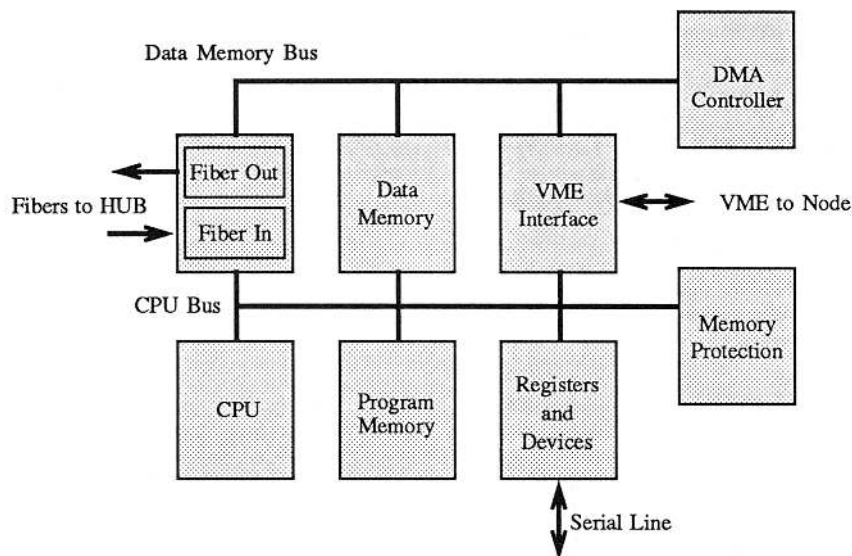 Data Memory Bus
DMA
Controller
Fiber Out
Fibers to HUB
Fiber In
Data
Memory
VME
Interface
VME to Node
CPU Bus
Memory
Protection
CPU
Program
Memory
Registers
and
Devices
Serial Line